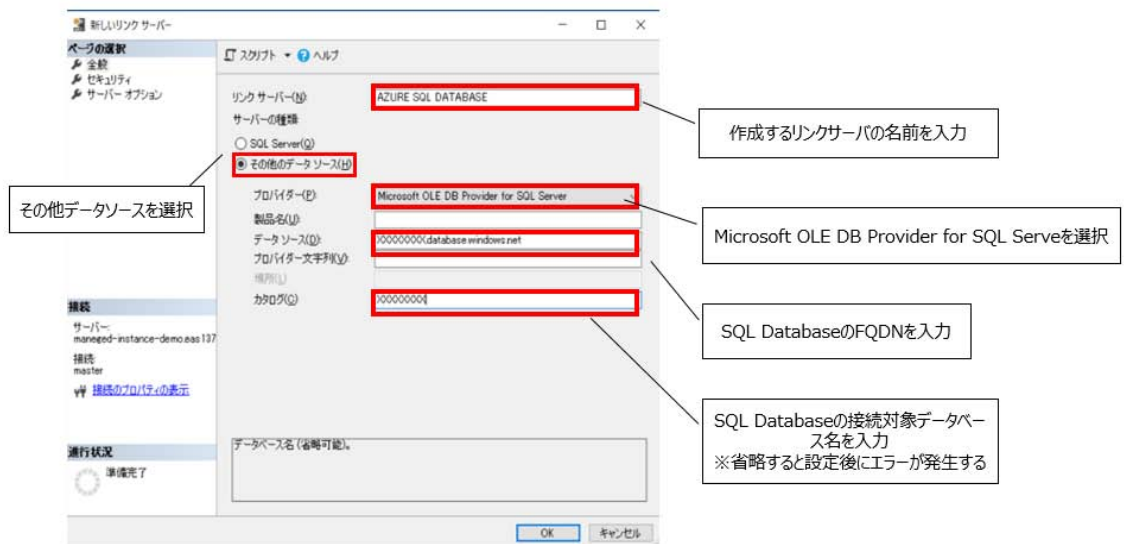 新しいリンク サーバー
ページの選択
全般
セキュリティ
サーバー オプション
スクリプト
ヘルプ
リンク サーバー(N):
AZURE SQL DATABASE
サーバーの種類:
SQL Server(Q)
その他のデータ ソース(H)
プロバイダー(P):
Microsoft OLE DB Provider for SQL Server
製品名(U):
データ ソース(D):
XXXXXXXX.database.windows.net
プロバイダー文字列(V):
場所(L):
カタログ(C)
XXXXXXXX
作成するリンクサーバの名前を入力
その他データソースを選択
Microsoft OLE DB Provider for SQL Serveを選択
SQL DatabaseのFQDNを入力
SQL Databaseの接続対象データベー
ス名を入力
※省略すると設定後にエラーが発生する
接続
サーバー:
maneged-instance-demo.eas137
接続:
master
接続のプロパティの表示
進行状況
準備完了
データベース名 (省略可能)。
OK
キャンセル